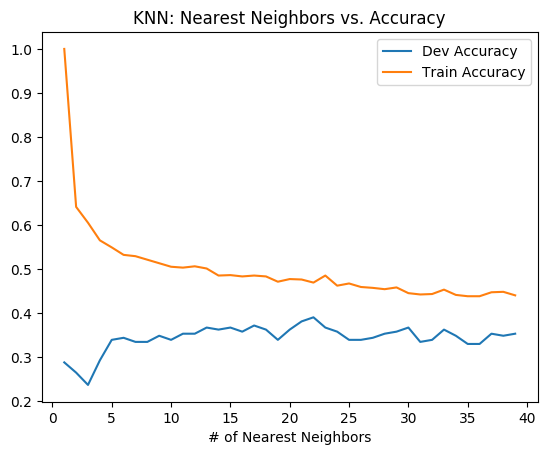 KNN: Nearest Neighbors vs. Accuracy
Dev Accuracy
Train Accuracy
1.0
0.9
0.8
0.7
0.6
0.5
0.4
0.3
0.2
0 5 10 15 20 25 30 35 40
# of Nearest Neighbors